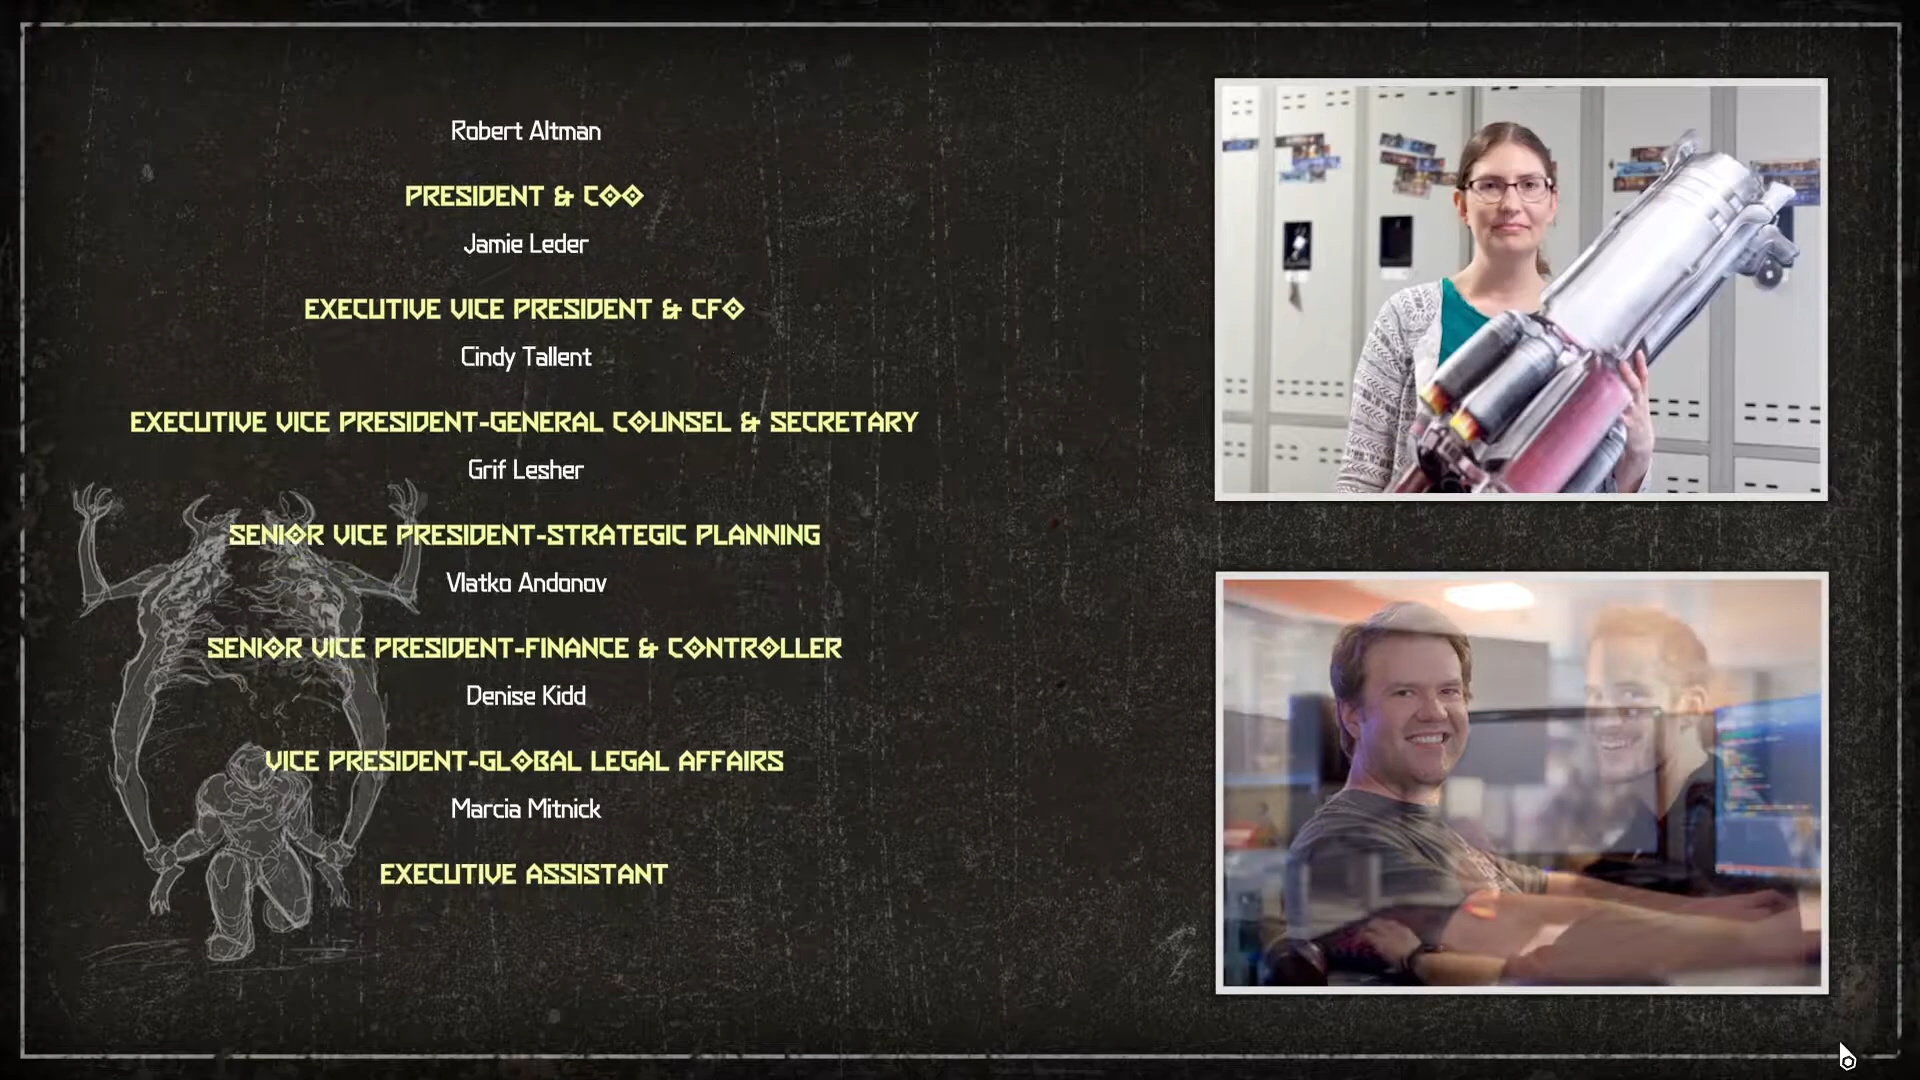 Robert Altman
PRESIDENT & COO
Jamie Leder
EXECUTIVE VICE PRESIDENT & CFO
Cindy Tallent
EXECUTIVE VICE PRESIDENT-GENERAL COUNSEL & SECRETARY
Grif Lesher
SENIOR VICE PRESIDENT-STRATEGIC PLANNING
Vlatko Andonov
SENIOR VICE PRESIDENT-FINANCE & CONTROLLER
Denise Kidd
VICE PRESIDENT-GLOBAL LEGAL AFFAIRS
Marcia Mitnick
EXECUTIVE ASSISTANT